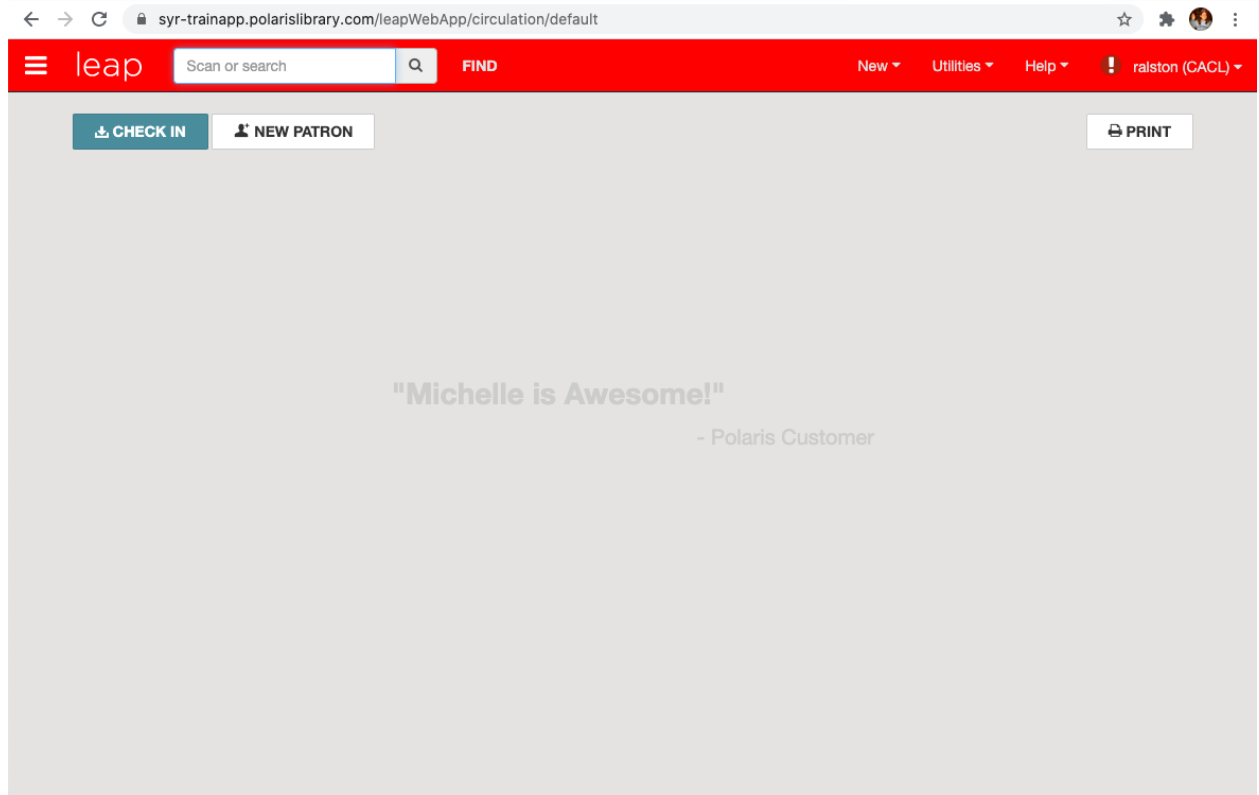 syr-trainapp.polarislibrary.com/leapWebApp/circulation/default
leap Scan or search FIND New Utilities Help ralston (CACL)
CHECK IN NEW PATRON PRINT
"Michelle is Awesome!"
- Polaris Customer